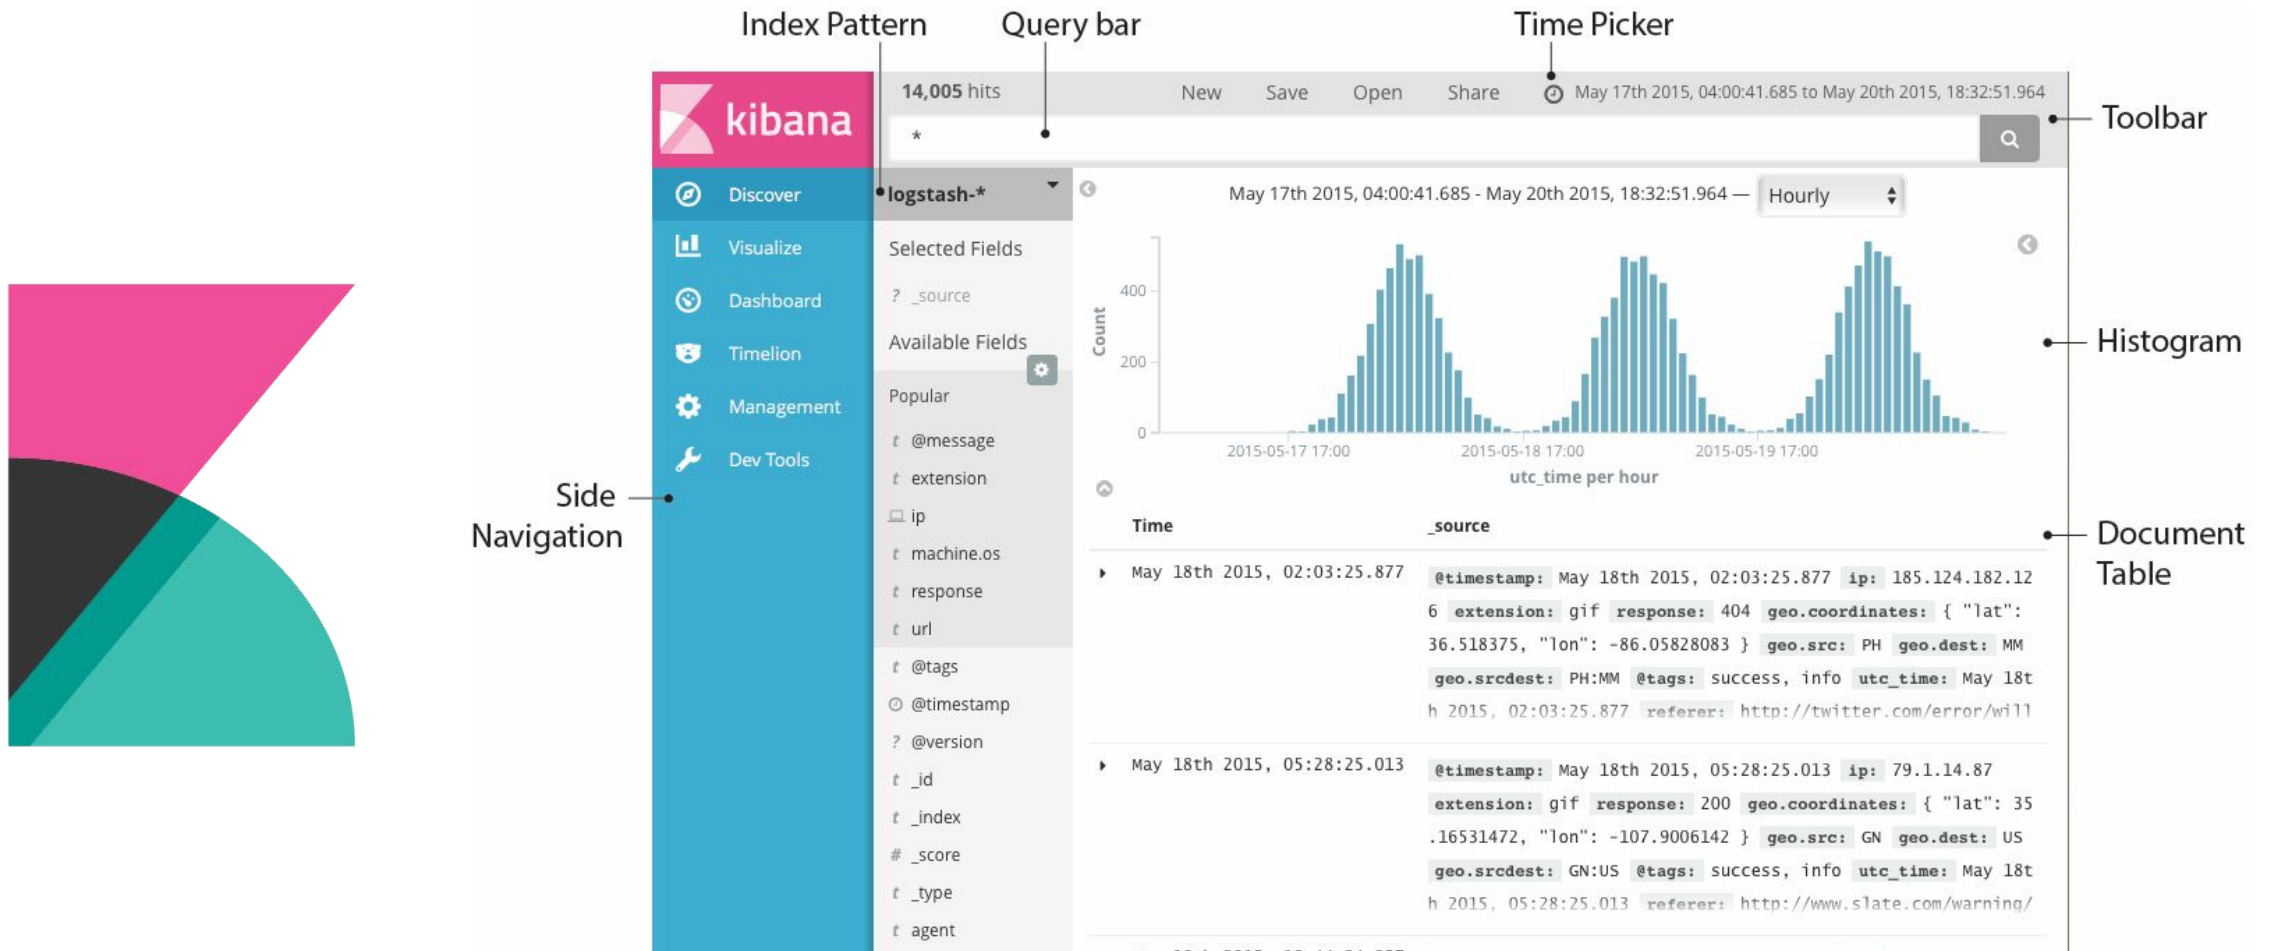 Index Pattern
Query bar
Time Picker
kibana
14,005 hits
New
Save
Open
Share
May 17th 2015, 04:00:41.685 to May 20th 2015, 18:32:51.964
*
Toolbar
Discover
Visualize
Dashboard
Timelion
Management
Dev Tools
Side
Navigation
logstash-*
Selected Fields
? _source
Available Fields
Popular
t @message
t extension
ip
t machine.os
t response
t url
t @tags
@timestamp
? @version
t _id
t _index
# _score
t _type
t agent
May 17th 2015, 04:00:41.685 - May 20th 2015, 18:32:51.964 — Hourly
Count
400
200
0
2015-05-17 17:00
2015-05-18 17:00
2015-05-19 17:00
utc_time per hour
Histogram
Time
_source
Document
Table
May 18th 2015, 02:03:25.877
@timestamp: May 18th 2015, 02:03:25.877 ip: 185.124.182.12
6 extension: gif response: 404 geo.coordinates: { "lat":
36.518375, "lon": -86.05828083 } geo.src: PH geo.dest: MM
geo.srcdest: PH:MM @tags: success, info utc_time: May 18t
h 2015, 02:03:25.877 referer: http://twitter.com/error/will
May 18th 2015, 05:28:25.013
@timestamp: May 18th 2015, 05:28:25.013 ip: 79.1.14.87
extension: gif response: 200 geo.coordinates: { "lat": 35
.16531472, "lon": -107.9006142 } geo.src: GN geo.dest: US
geo.srcdest: GN:US @tags: success, info utc_time: May 18t
h 2015, 05:28:25.013 referer: http://www.slate.com/warning/